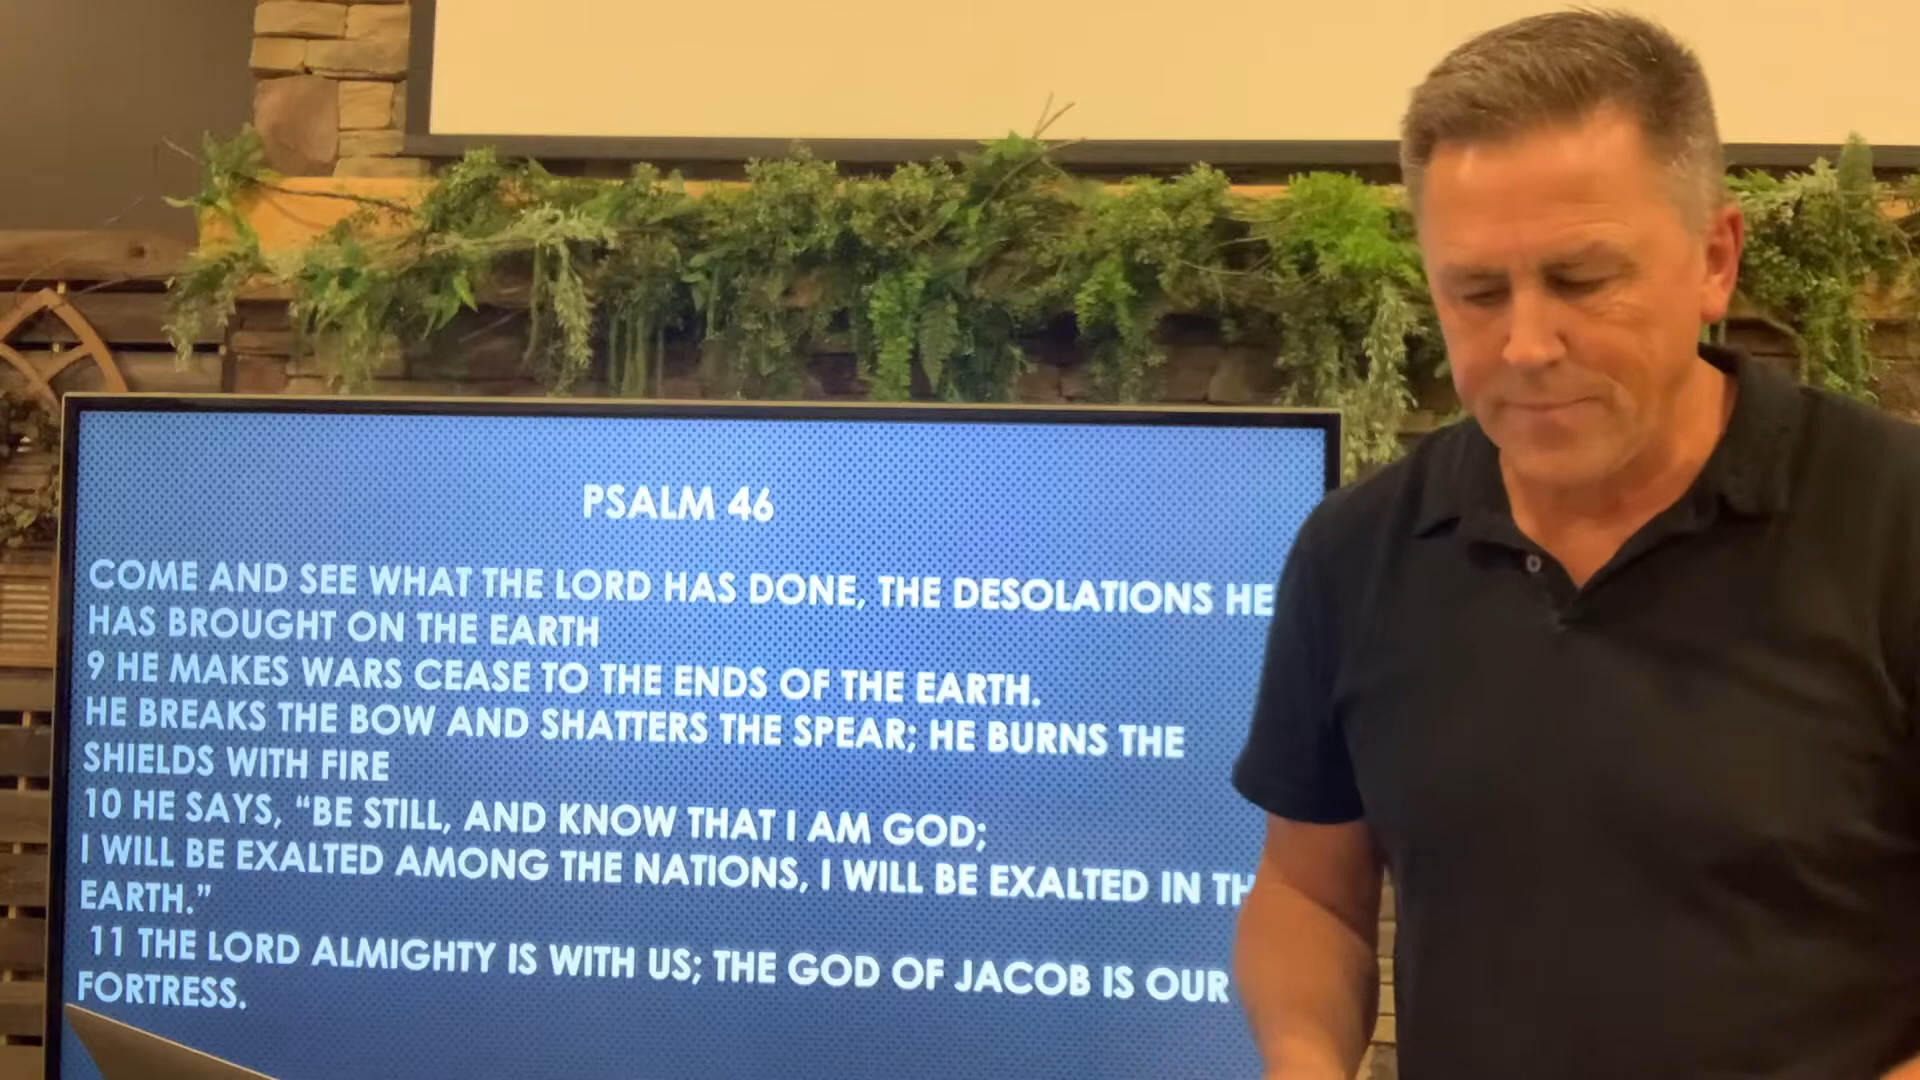 PSALM 46
COME AND SEE WHAT THE LORD HAS DONE, THE DESOLATIONS HE
HAS BROUGHT ON THE EARTH
9 HE MAKES WARS CEASE TO THE ENDS OF THE EARTH.
HE BREAKS THE BOW AND SHATTERS THE SPEAR; HE BURNS THE
SHIELDS WITH FIRE
10 HE SAYS, “BE STILL, AND KNOW THAT I AM GOD;
I WILL BE EXALTED AMONG THE NATIONS, I WILL BE EXALTED IN TH
EARTH.”
11 THE LORD ALMIGHTY IS WITH US; THE GOD OF JACOB IS OUR
FORTRESS.